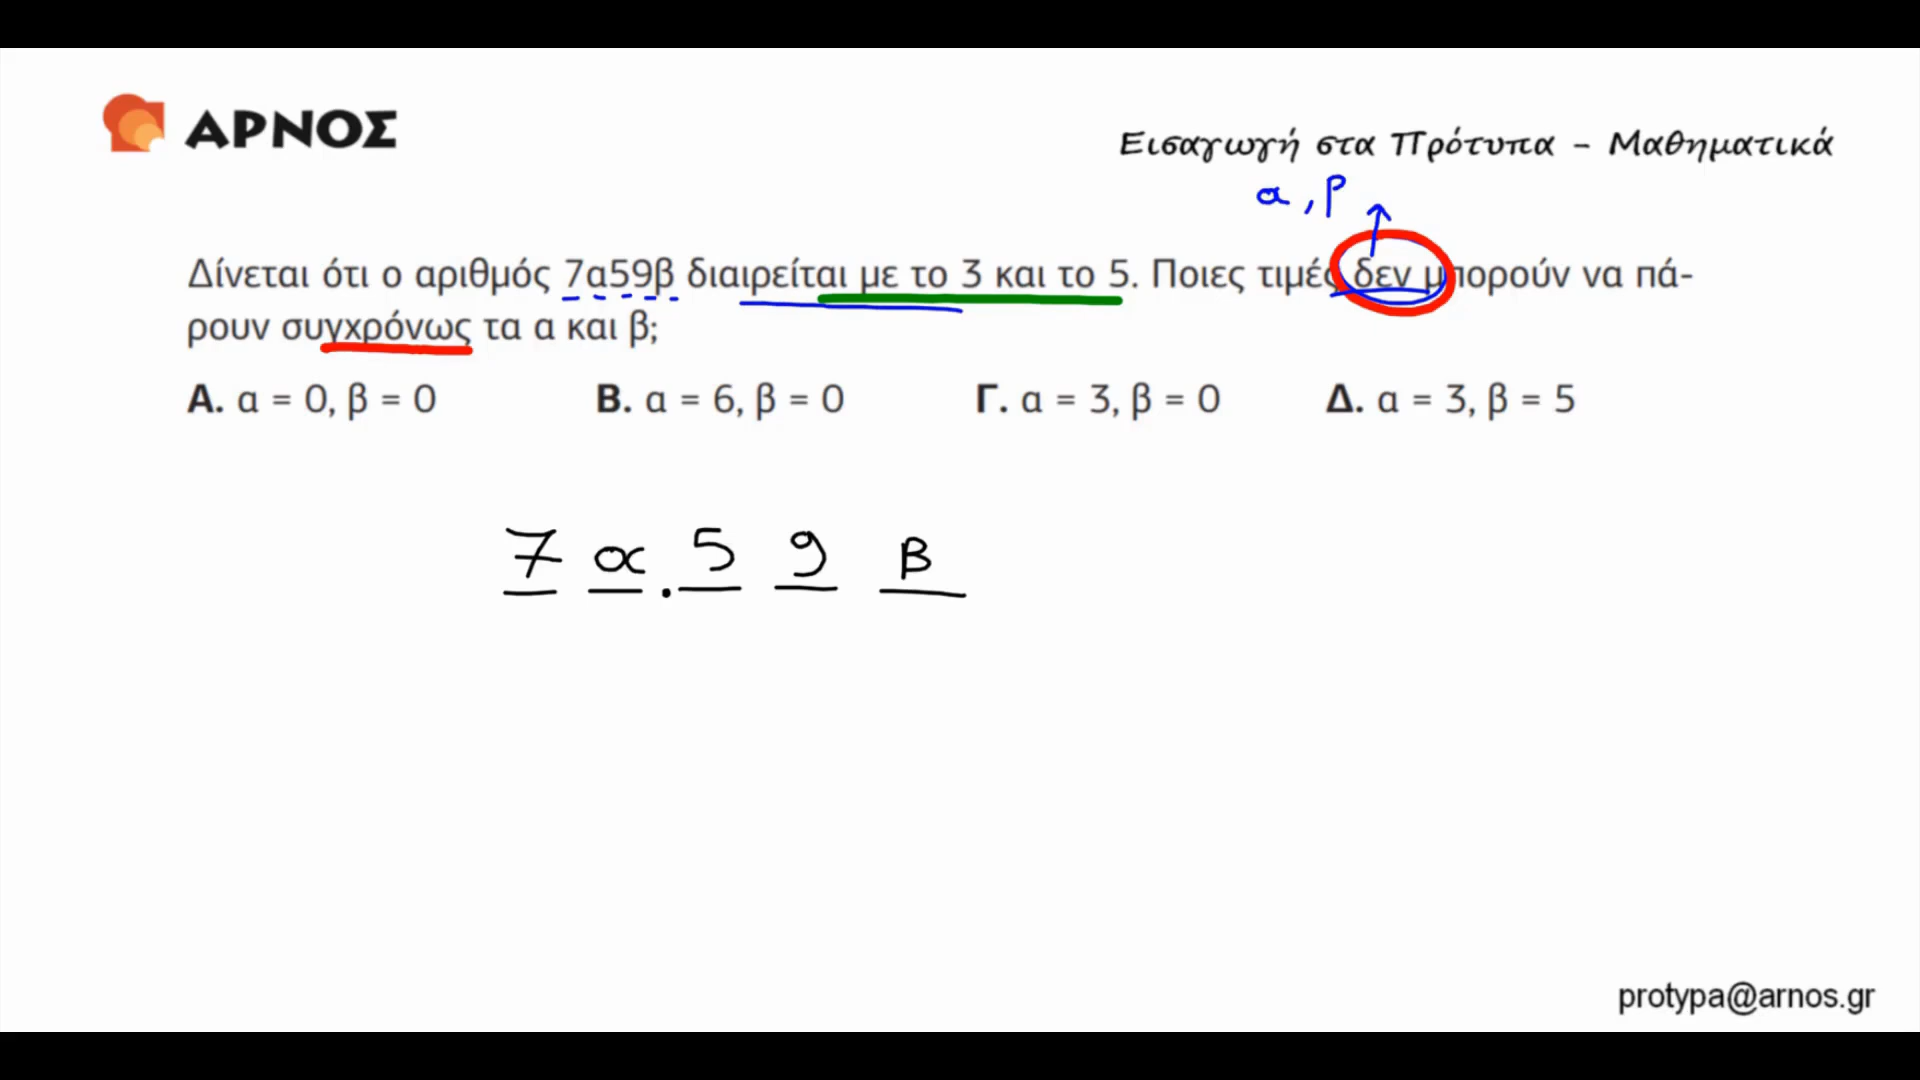 ΑΡΝΟΣ
Εισαγωγή στα Πρότυπα - Μαθηματικά
α, β
Δίνεται ότι ο αριθμός 7α59β διαιρείται με το 3 και το 5. Ποιες τιμές δεν μπορούν να πά-
ρουν συγχρόνως τα α και β;
Α. α = 0, β = 0 Β. α = 6, β = 0 Γ. α = 3, β = 0 Δ. α = 3, β = 5
7 α . 5 9 β
protypa@arnos.gr